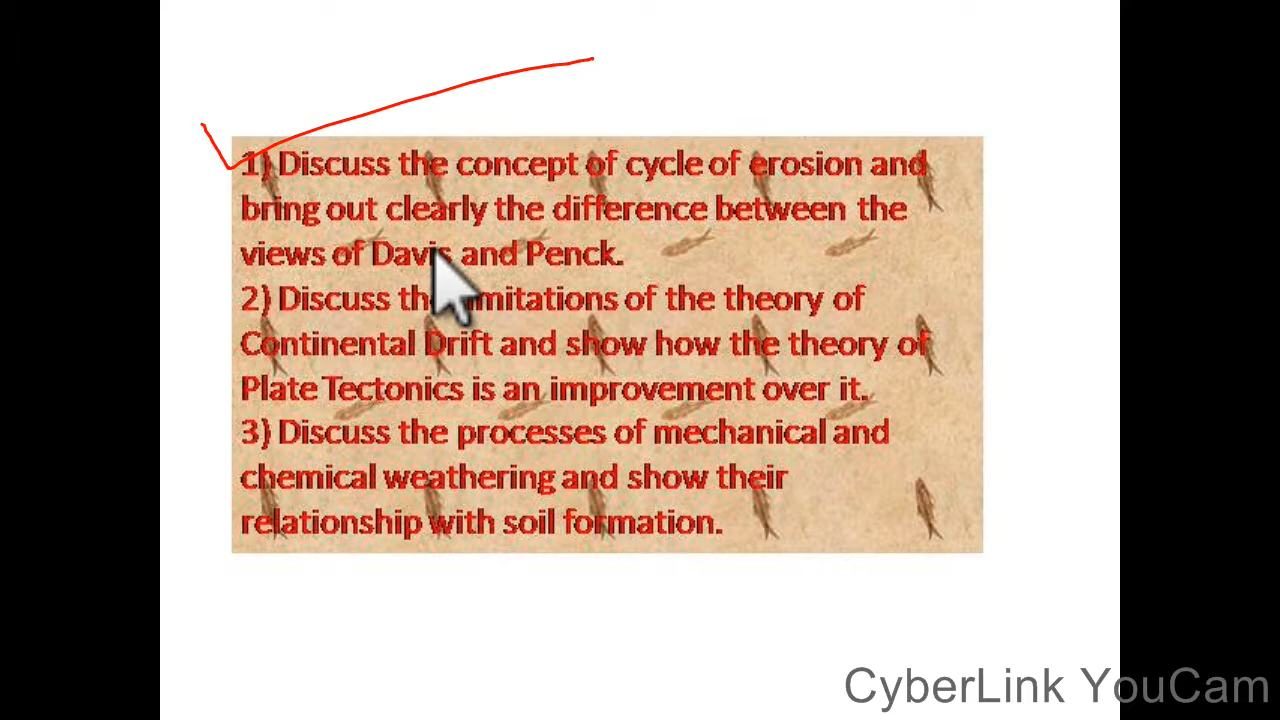 1) Discuss the concept of cycle of erosion and
bring out clearly the difference between the
views of Davis and Penck.
2) Discuss the limitations of the theory of
Continental Drift and show how the theory of
Plate Tectonics is an improvement over it.
3) Discuss the processes of mechanical and
chemical weathering and show their
relationship with soil formation.
CyberLink YouCam